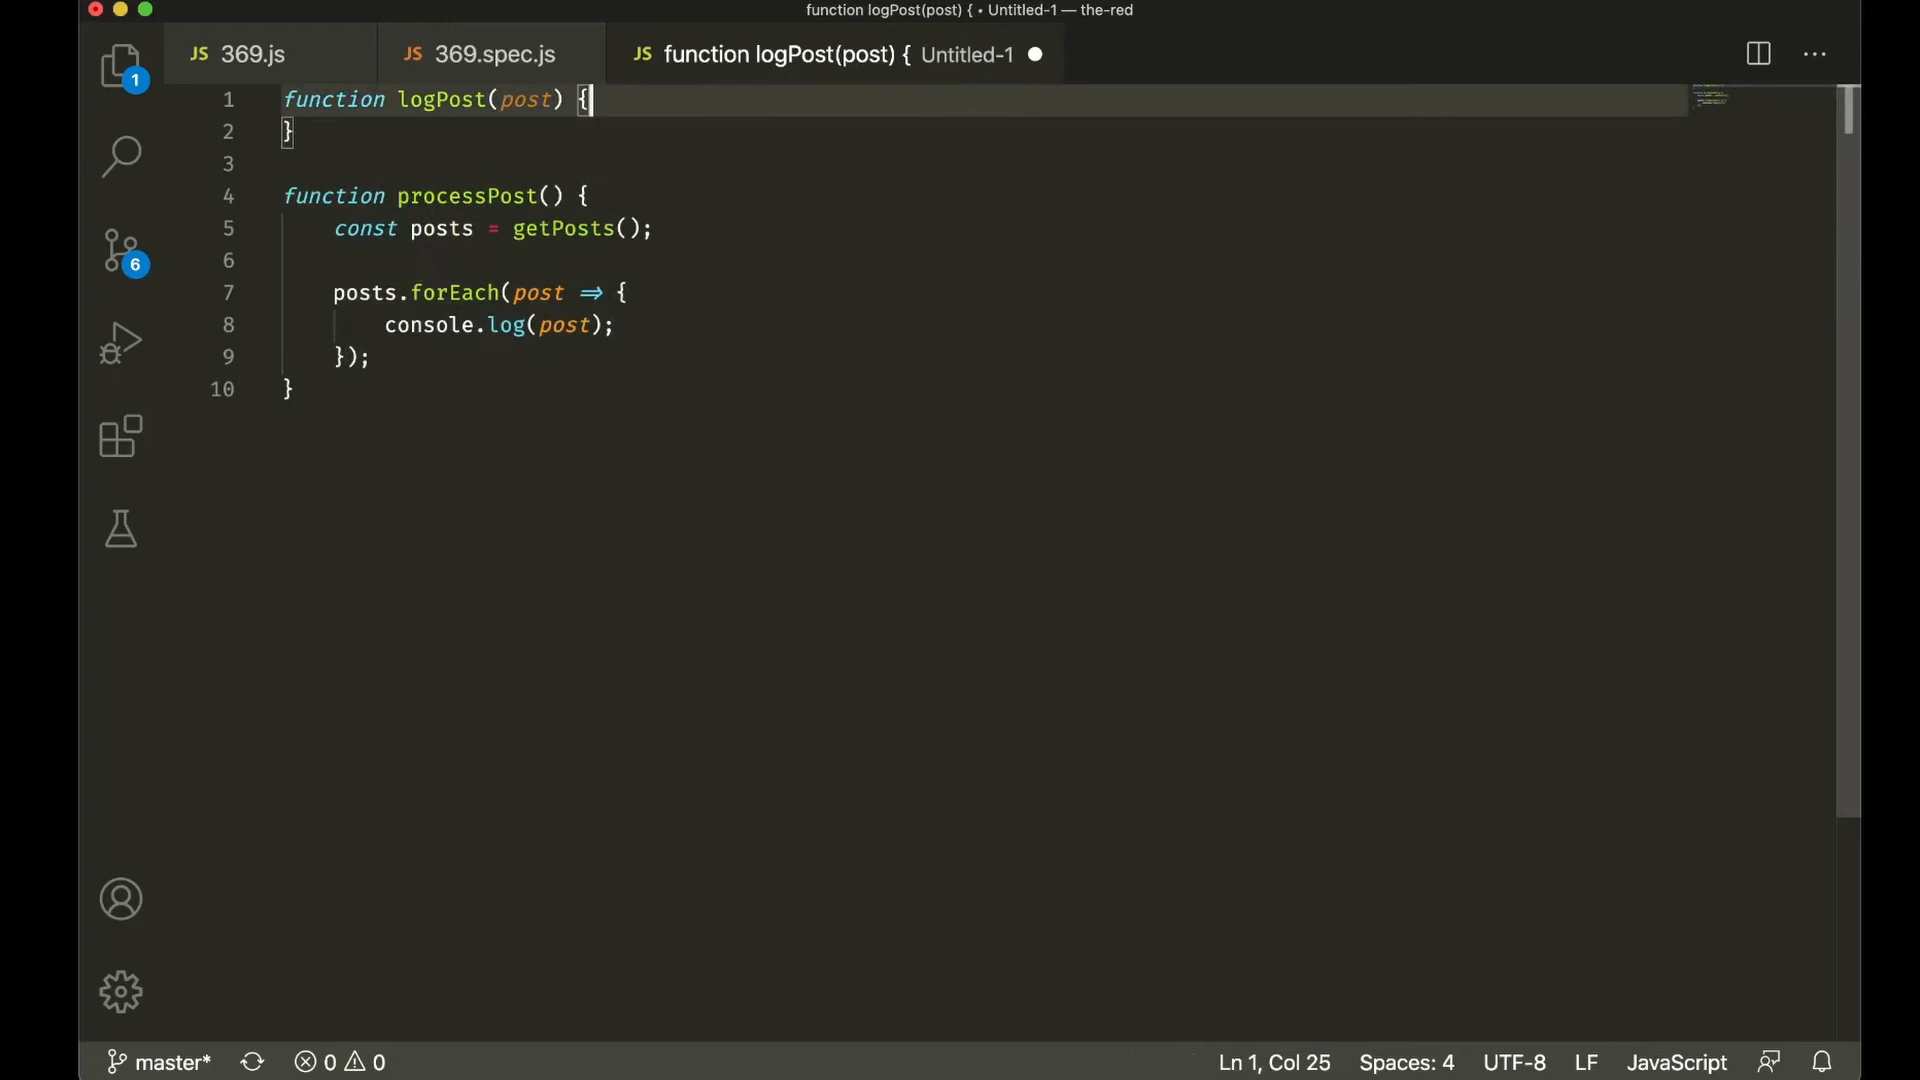 function logPost(post) { • Untitled-1 — the-red
JS 369.js JS 369.spec.js JS function logPost(post) { Untitled-1
1 function logPost(post) {
2 }
3
4 function processPost() {
5 const posts = getPosts();
6
7 posts.forEach(post => {
8 console.log(post);
9 });
10 }
1
6
master* 0 0 Ln 1, Col 25 Spaces: 4 UTF-8 LF JavaScript